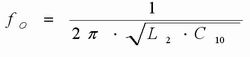 f_O = 1 / (2 π · √(L_2 · C_10))